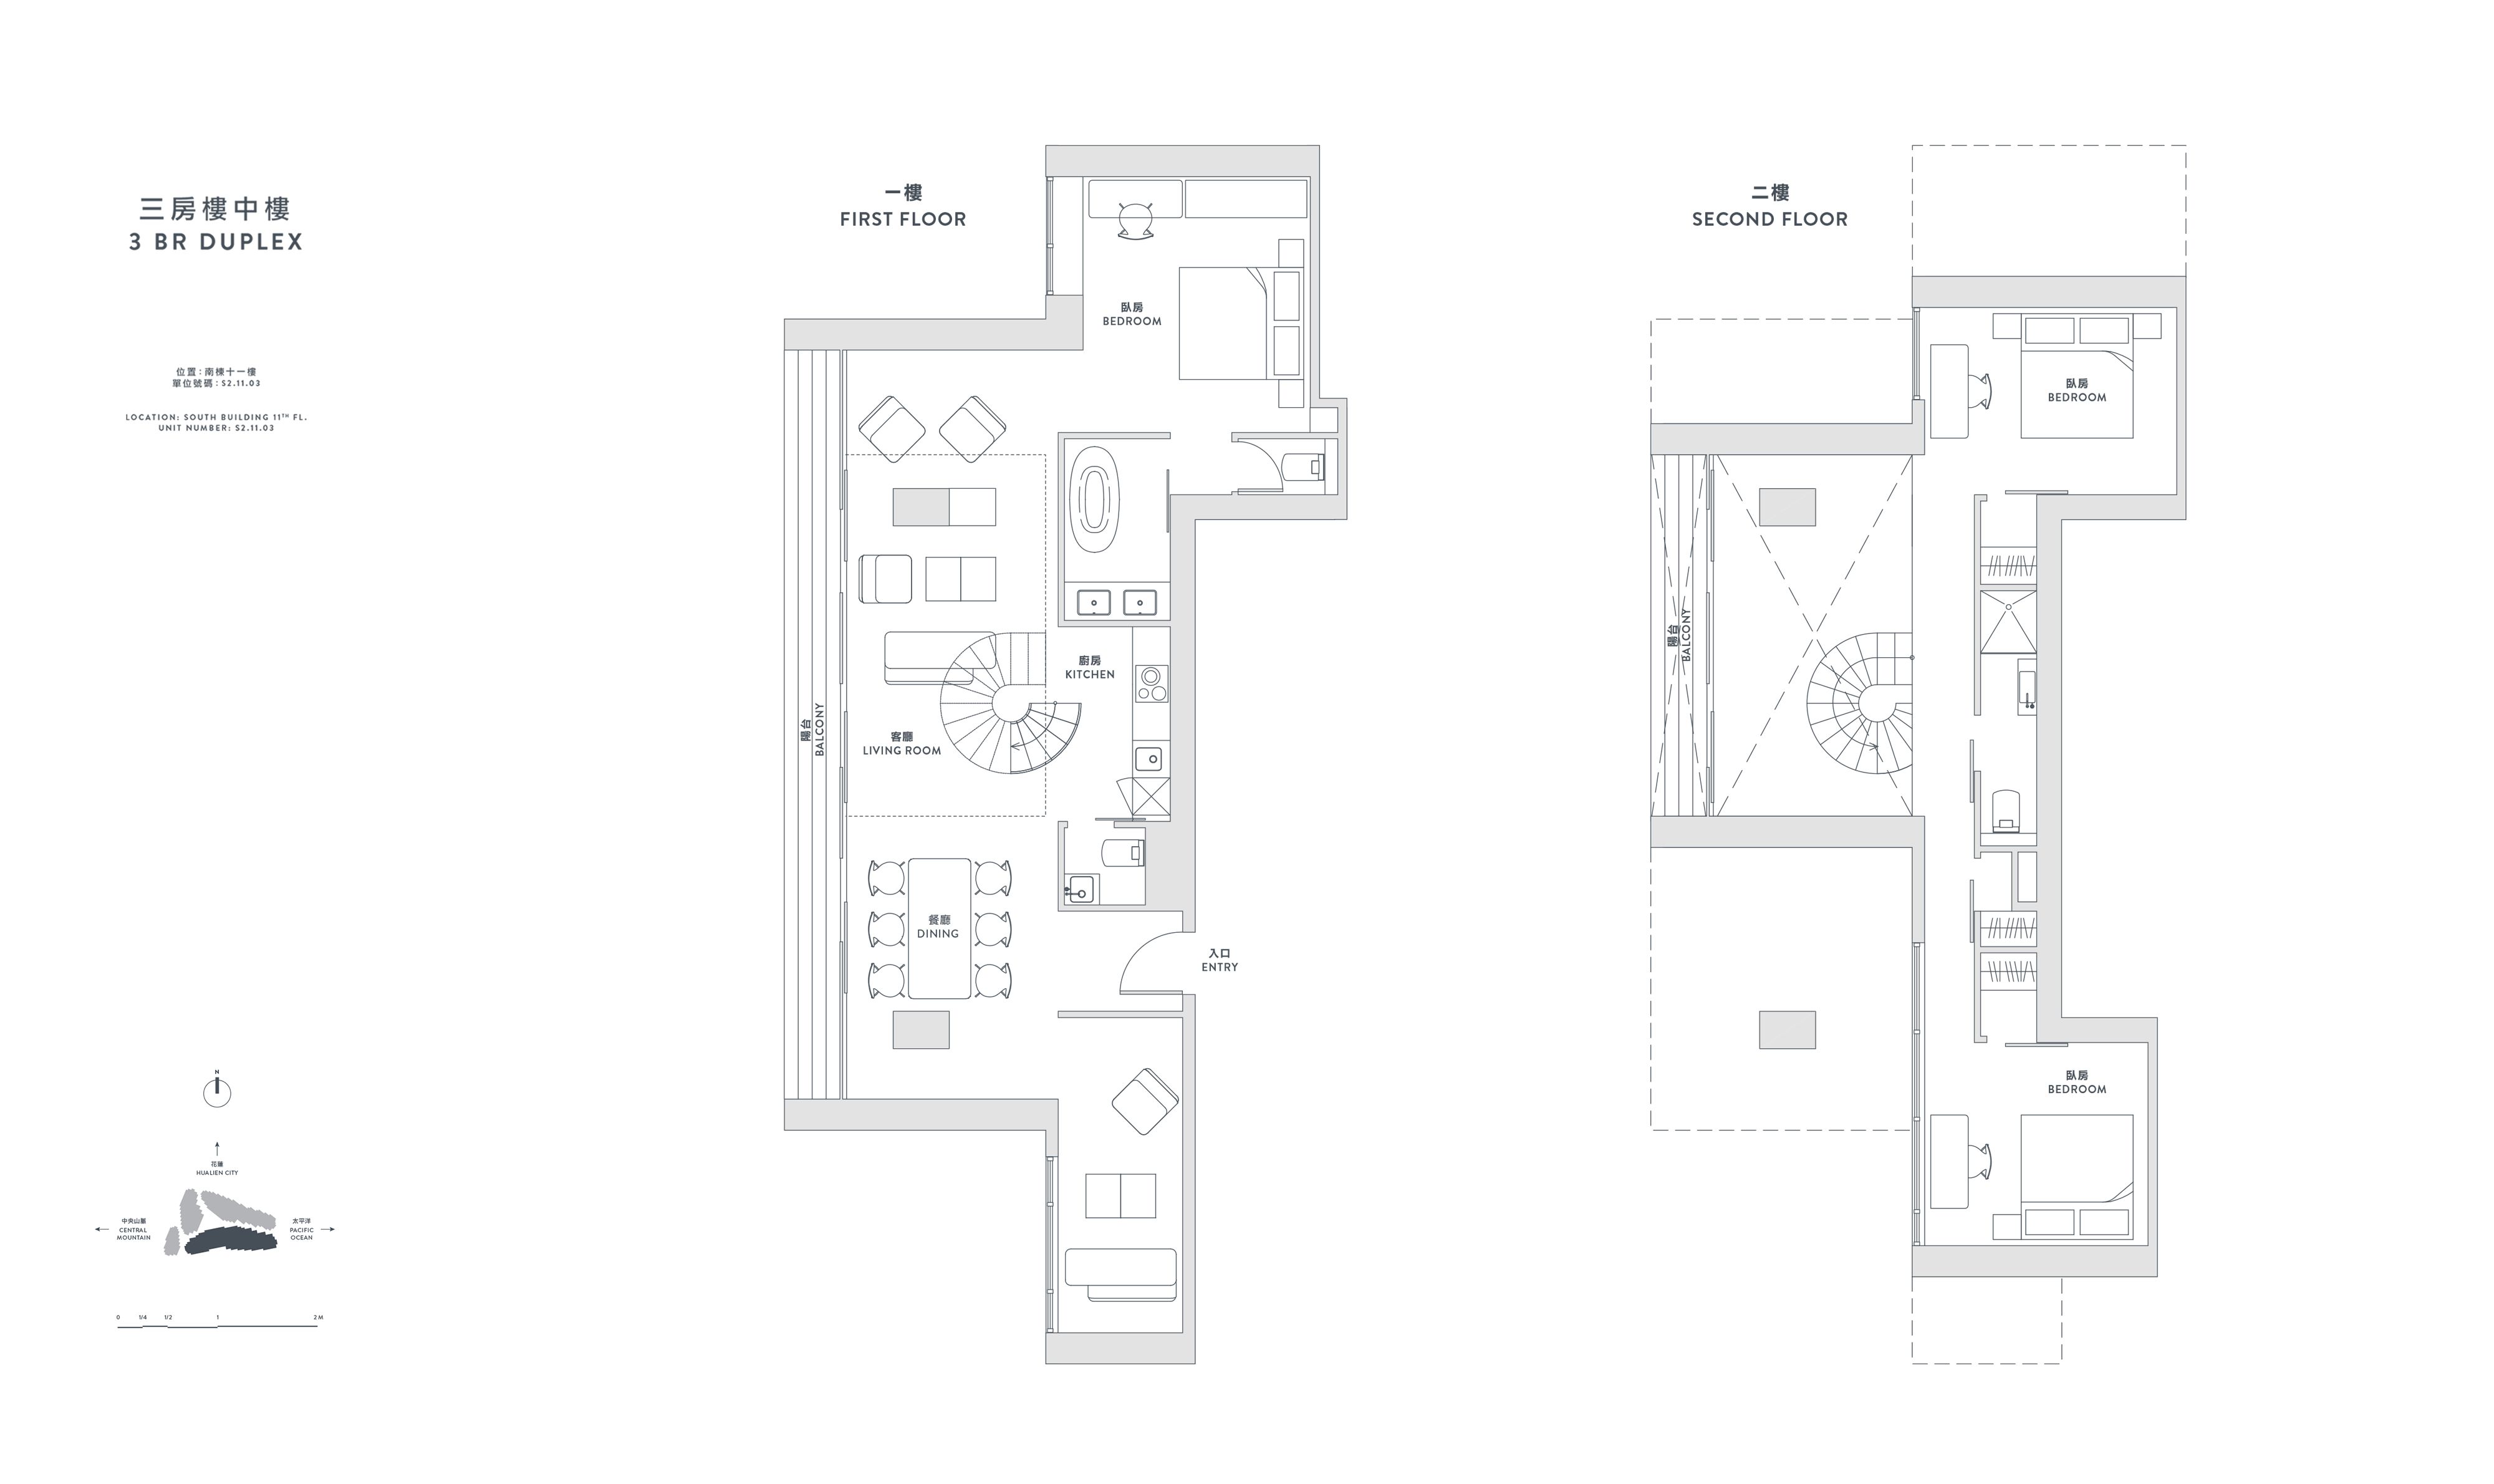 三房樓中樓
3 BR DUPLEX
位置：南棟十一樓
單位號碼：S2.11.03
LOCATION: SOUTH BUILDING 11TH FL.
UNIT NUMBER: S2.11.03
N
花蓮
HUALIEN CITY
中央山脈
CENTRAL
MOUNTAIN
太平洋
PACIFIC
OCEAN
0 1/4 1/2 1 2 M
一樓
FIRST FLOOR
臥房
BEDROOM
廚房
KITCHEN
陽台
BALCONY
客廳
LIVING ROOM
餐廳
DINING
入口
ENTRY
二樓
SECOND FLOOR
臥房
BEDROOM
陽台
BALCONY
臥房
BEDROOM